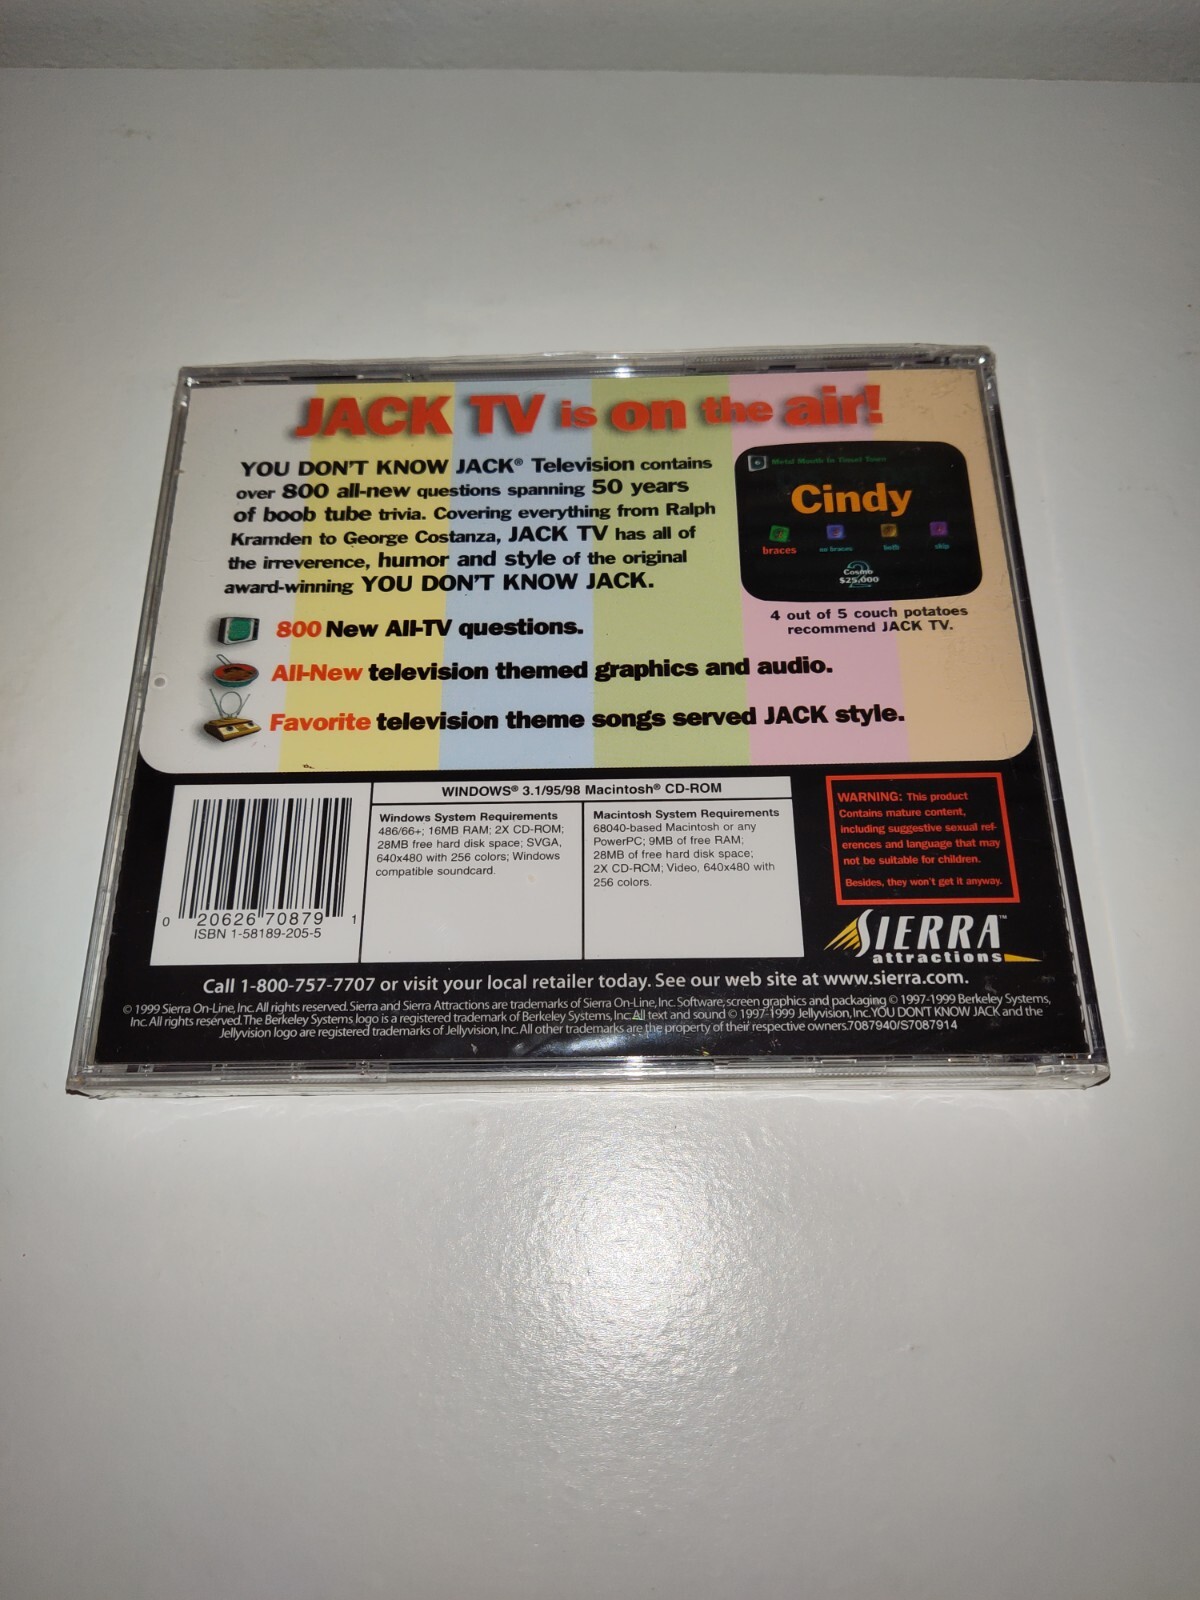 JACK TV is on the air!
YOU DON'T KNOW JACK® Television contains
over 800 all-new questions spanning 50 years
of boob tube trivia. Covering everything from Ralph
Kramden to George Costanza, JACK TV has all of
the irreverence, humor and style of the original
award-winning YOU DON'T KNOW JACK.
Metal Mouth In
Cindy
braces
no braces
knife
skip
2
Cosmo
$25,000
4 out of 5 couch potatoes
recommend JACK TV.
800 New All-TV questions.
All-New television themed graphics and audio.
Favorite television theme songs served JACK style.
0 20626 70879 1
ISBN 1-58189-205-5
WINDOWS® 3.1/95/98 Macintosh® CD-ROM
Windows System Requirements
486/66+; 16MB RAM; 2X CD-ROM;
28MB free hard disk space; SVGA,
640x480 with 256 colors; Windows
compatible soundcard.
Macintosh System Requirements
68040-based Macintosh or any
PowerPC; 9MB of free RAM;
28MB of free hard disk space;
2X CD-ROM; Video, 640x480 with
256 colors.
WARNING: This product
Contains mature content,
including suggestive sexual ref-
erences and language that may
not be suitable for children.
Besides, they won't get it anyway.
SIERRA™
attractions
Call 1-800-757-7707 or visit your local retailer today. See our web site at www.sierra.com.
© 1999 Sierra On-Line, Inc. All rights reserved. Sierra and Sierra Attractions are trademarks of Sierra On-Line, Inc. Software, screen graphics and packaging © 1997-1999 Berkeley Systems,
Inc. All rights reserved. The Berkeley Systems logo is a registered trademark of Berkeley Systems, Inc. All text and sound © 1997-1999 Jellyvision, Inc. YOU DON'T KNOW JACK and the
Jellyvision logo are registered trademarks of Jellyvision, Inc. All other trademarks are the property of their respective owners. 7087940/S7087914